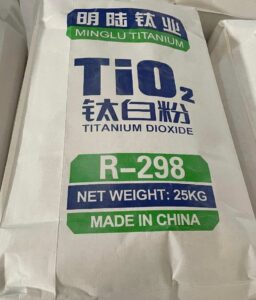 明陆钛业
MINGLU TITANIUM
TiO₂
钛白粉
TITANIUM DIOXIDE
R-298
NET WEIGHT: 25KG
MADE IN CHINA